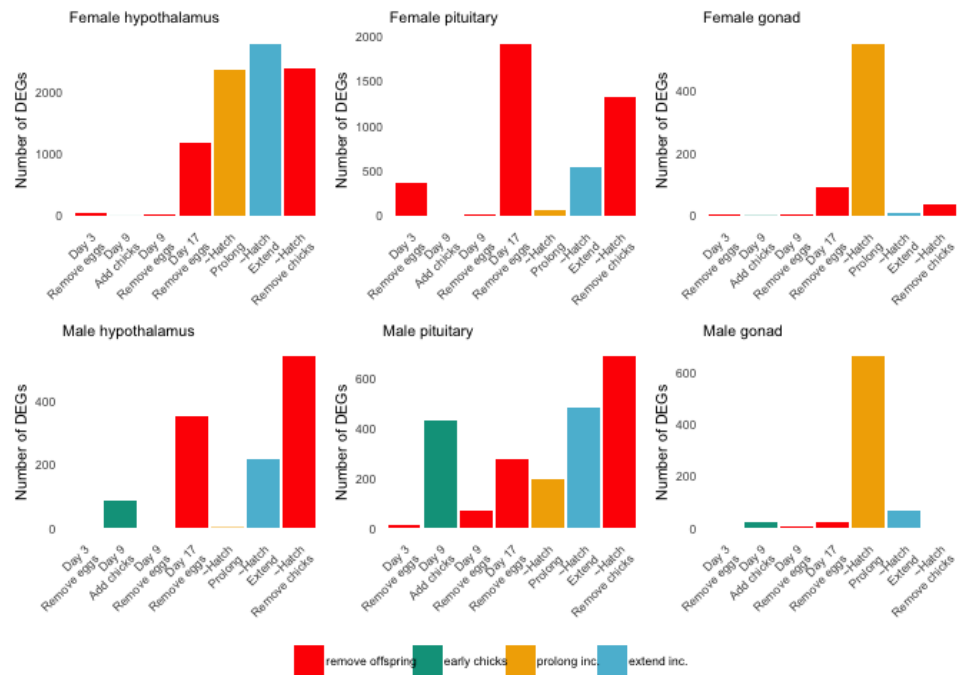 Female hypothalamus
Number of DEGs
2000
1000
0
Day 3
Remove eggs
Day 9
Add chicks
Day 9
Remove eggs
Day 17
Remove eggs
~Hatch
Prolong
~Hatch
Extend
~Hatch
Remove chicks
Female pituitary
Number of DEGs
2000
1500
1000
500
0
Day 3
Remove eggs
Day 9
Add chicks
Day 9
Remove eggs
Day 17
Remove eggs
~Hatch
Prolong
~Hatch
Extend
~Hatch
Remove chicks
Female gonad
Number of DEGs
400
200
0
Day 3
Remove eggs
Day 9
Add chicks
Day 9
Remove eggs
Day 17
Remove eggs
~Hatch
Prolong
~Hatch
Extend
~Hatch
Remove chicks
Male hypothalamus
Number of DEGs
400
200
0
Day 3
Remove eggs
Day 9
Add chicks
Day 9
Remove eggs
Day 17
Remove eggs
~Hatch
Prolong
~Hatch
Extend
~Hatch
Remove chicks
Male pituitary
Number of DEGs
600
400
200
0
Day 3
Remove eggs
Day 9
Add chicks
Day 9
Remove eggs
Day 17
Remove eggs
~Hatch
Prolong
~Hatch
Extend
~Hatch
Remove chicks
Male gonad
Number of DEGs
600
400
200
0
Day 3
Remove eggs
Day 9
Add chicks
Day 9
Remove eggs
Day 17
Remove eggs
~Hatch
Prolong
~Hatch
Extend
~Hatch
Remove chicks
remove offspring early chicks prolong inc. extend inc.